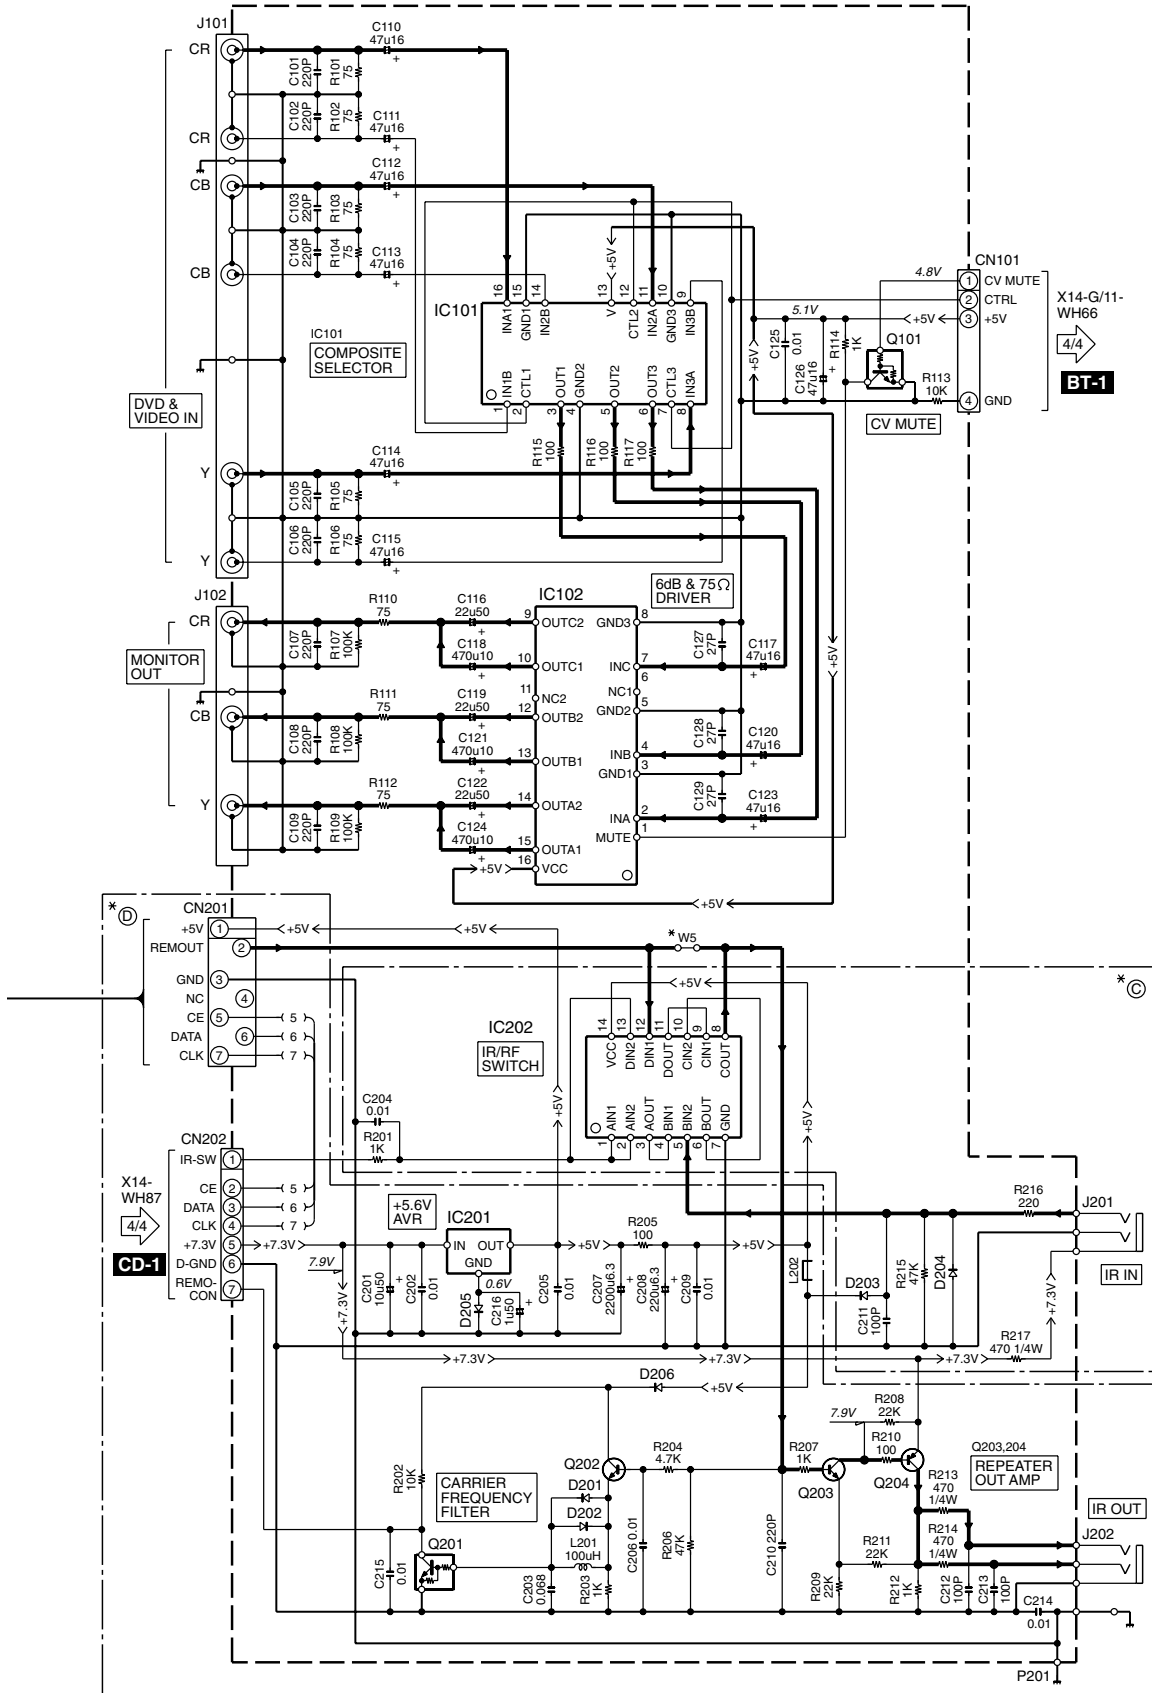 J101
CR
C110
47u16
+
C101
220P
R101
75
C102
220P
R102
75
CR
C111
47u16
+
CB
C112
47u16
+
C103
220P
R103
75
C104
220P
R104
75
CB
C113
47u16
+
DVD &
VIDEO IN
IC101
COMPOSITE
SELECTOR
IC101
16
15
14
13
12
11
10
9
INA1
GND1
IN2B
V
CTL2
IN2A
GND3
IN3B
IN1B
CTL1
OUT1
GND2
OUT2
OUT3
CTL3
IN3A
1
2
3
4
5
6
7
8
+5V
R115
100
R116
100
R117
100
CN101
4.8V
1
CV MUTE
2
CTRL
5.1V
+5V
3
+5V
4
GND
X14-G/11-
WH66
4/4
BT-1
+5V
C125
0.01
C126
47u16
+
R114
1K
Q101
R113
10K
CV MUTE
Y
C114
47u16
+
C105
220P
R105
75
C106
220P
R106
75
Y
C115
47u16
+
J102
MONITOR
OUT
CR
R110
75
C116
22u50
+
C107
220P
R107
100K
C118
470u10
+
CB
R111
75
C119
22u50
+
C108
220P
R108
100K
C121
470u10
+
Y
R112
75
C122
22u50
+
C109
220P
R109
100K
C124
470u10
+
IC102
6dB & 75Ω
DRIVER
9
OUTC2
GND3
8
10
OUTC1
INC
7
11
NC2
NC1
6
12
OUTB2
GND2
5
13
OUTB1
INB
4
GND1
3
14
OUTA2
INA
2
15
OUTA1
MUTE
1
16
VCC
+5V
C127
27P
C117
47u16
+
C128
27P
C120
47u16
+
C129
27P
C123
47u16
+
+5V
+5V
* D
CN201
+5V
1
+5V
+5V
REMOUT
2
GND
3
NC
4
CE
5
5
DATA
6
6
CLK
7
7
* W5
* C
+5V
IC202
IR/RF
SWITCH
14
13
12
11
10
9
8
VCC
DIN2
DIN1
DOUT
CIN2
CIN1
COUT
AIN1
AIN2
AOUT
BIN1
BIN2
BOUT
GND
1
2
3
4
5
6
7
+5V
+5V
C204
0.01
R201
1K
CN202
IR-SW
1
CE
2
5
DATA
3
6
CLK
4
7
+7.3V
5
+7.3V
D-GND
6
REMO-
CON
7
X14-
WH87
4/4
CD-1
7.9V
+7.3V
+5.6V
AVR
IC201
IN
OUT
GND
0.6V
C201
10u50
+
C202
0.01
D205
C216
1u50
+
C205
0.01
+5V
C207
2200u6.3
+
R205
100
C208
220u6.3
+
C209
0.01
+5V
L202
D203
C211
100P
R215
47K
D204
R216
220
J201
IR IN
R217
470 1/4W
+7.3V
+7.3V
+7.3V
+7.3V
D206
+5V
R202
10K
CARRIER
FREQUENCY
FILTER
Q202
D201
D202
L201
100uH
Q201
C215
0.01
C203
0.068
R203
1K
R204
4.7K
C206 0.01
R206
47K
C210 220P
R207
1K
Q203
7.9V
R208
22K
R210
100
Q204
Q203,204
REPEATER
OUT AMP
R213
470
1/4W
R214
470
1/4W
R211
22K
R209
22K
R212
1K
C212
100P
C213
100P
IR OUT
J202
C214
0.01
P201